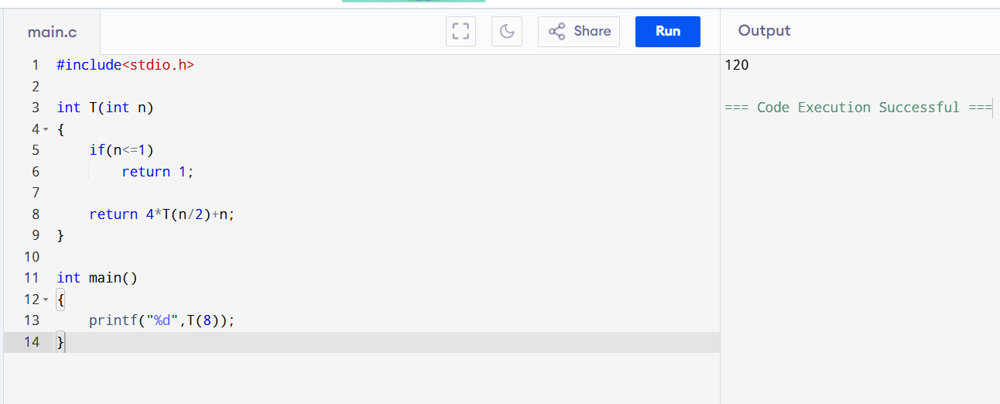 main.c
Share
Run
Output
1 #include<stdio.h>
2
3 int T(int n)
4 {
5     if(n<=1)
6         return 1;
7
8     return 4*T(n/2)+n;
9 }
10
11 int main()
12 {
13     printf("%d",T(8));
14 }
120
=== Code Execution Successful ===